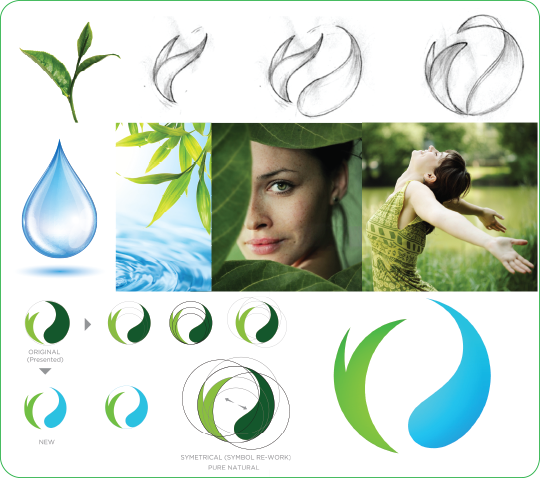 ORIGINAL
(Presented)
NEW
SYMETRICAL (SYMBOL RE-WORK)
PURE NATURAL